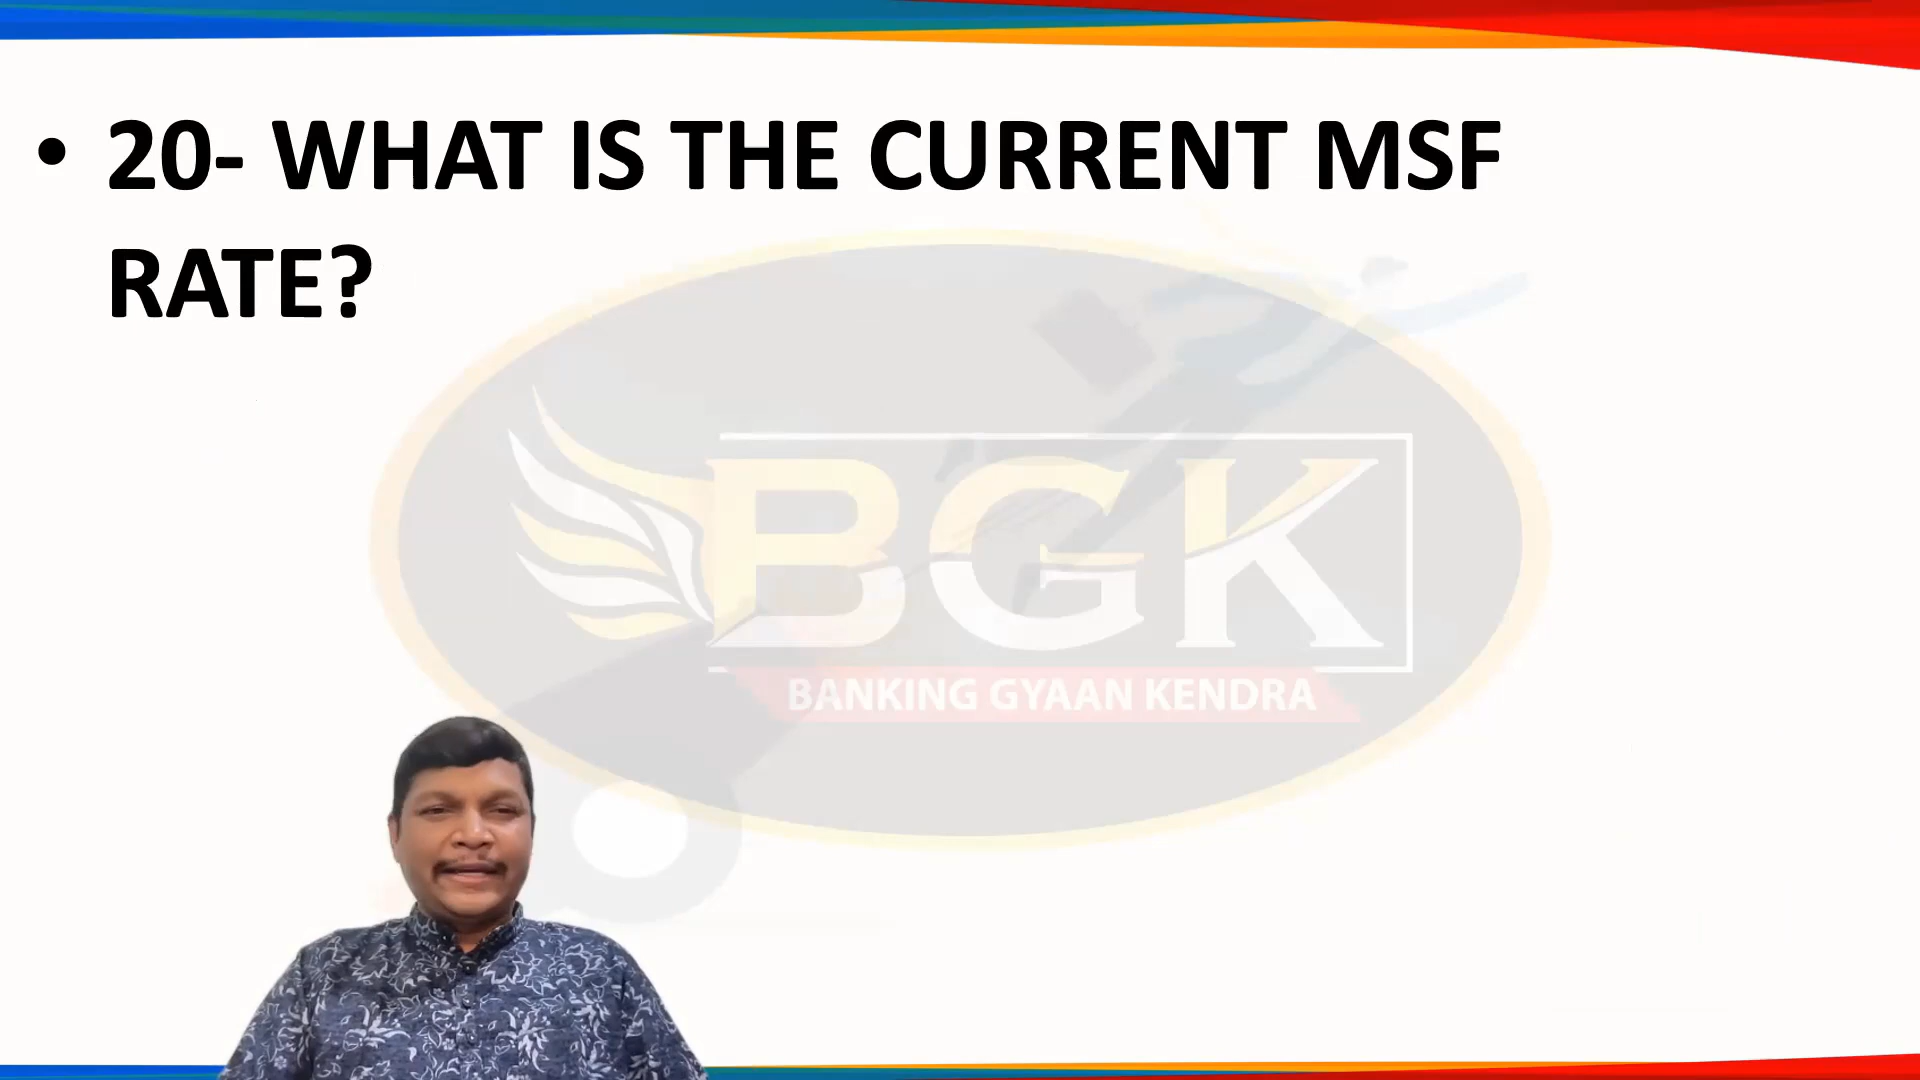 • 20- WHAT IS THE CURRENT MSF
RATE?
BGK
BANKING GYAAN KENDRA